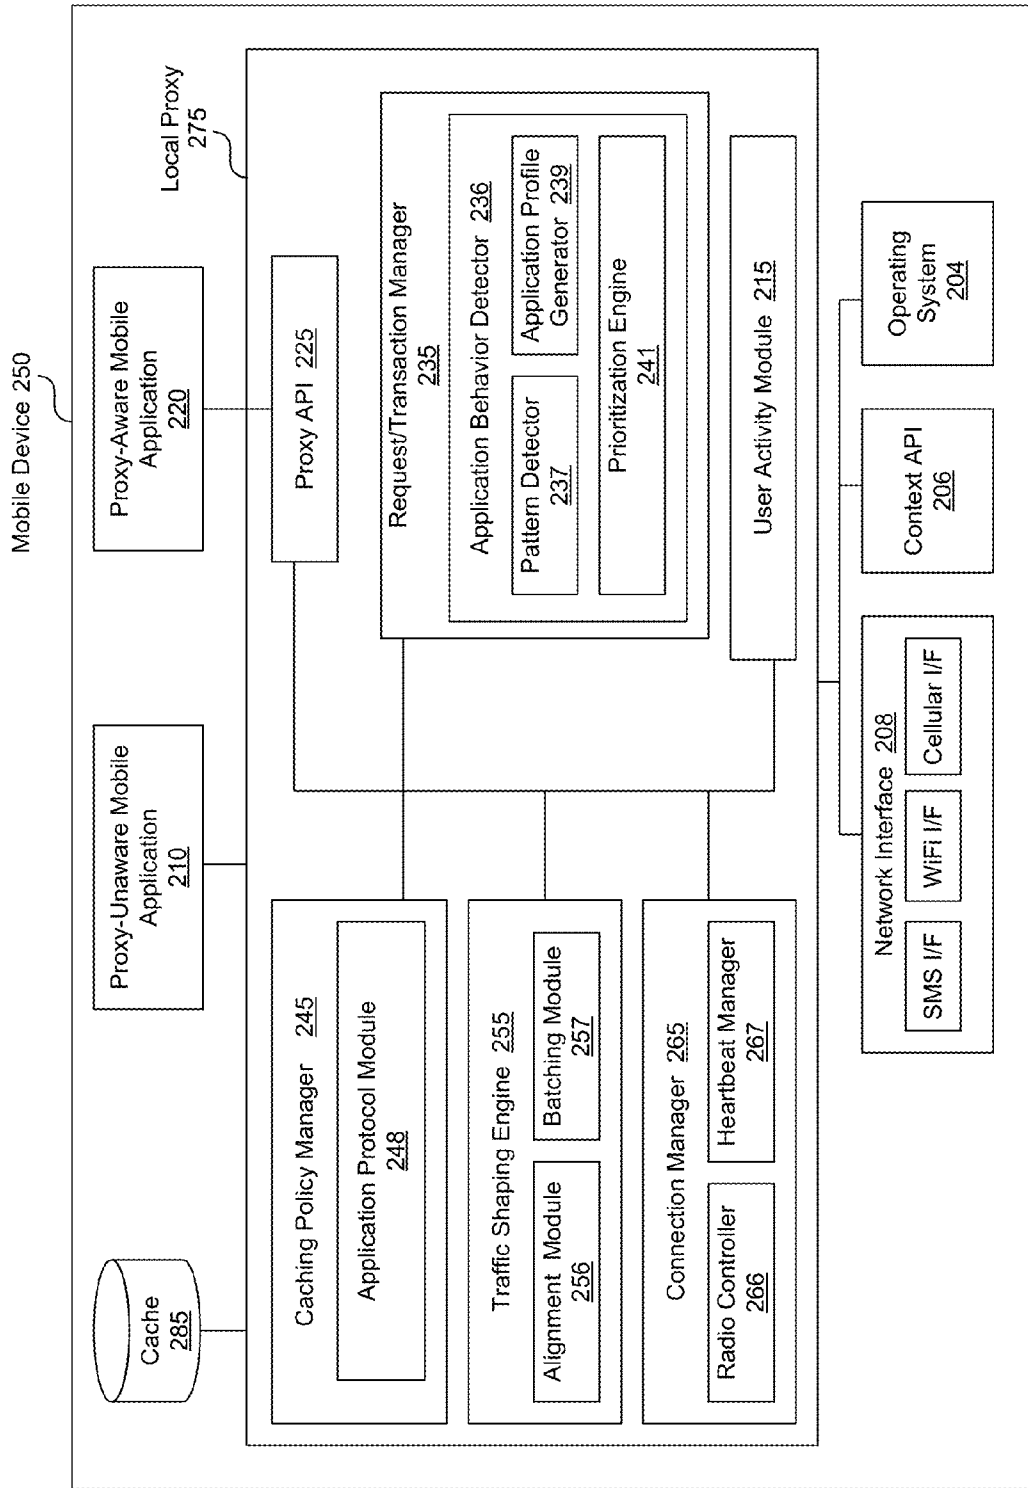 Mobile Device 250
Cache
285
Proxy-Unaware Mobile
Application
210
Proxy-Aware Mobile
Application
220
Local Proxy
275
Caching Policy Manager 245
Application Protocol Module
248
Traffic Shaping Engine 255
Alignment Module
256
Batching Module
257
Connection Manager 265
Radio Controller
266
Heartbeat Manager
267
Proxy API 225
Request/Transaction Manager
235
Application Behavior Detector 236
Pattern Detector
237
Application Profile
Generator 239
Prioritization Engine
241
User Activity Module 215
Network Interface 208
SMS I/F
WiFi I/F
Cellular I/F
Context API
206
Operating
System
204